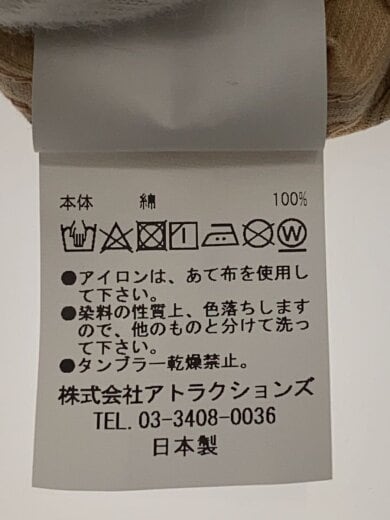 本体 綿 100%
W
●アイロンは、あて布を使用し
て下さい。
●染料の性質上、色落ちします
ので、他のものと分けて洗っ
て下さい。
●タンブラー乾燥禁止。
株式会社アトラクションズ
TEL. 03-3408-0036
日本製